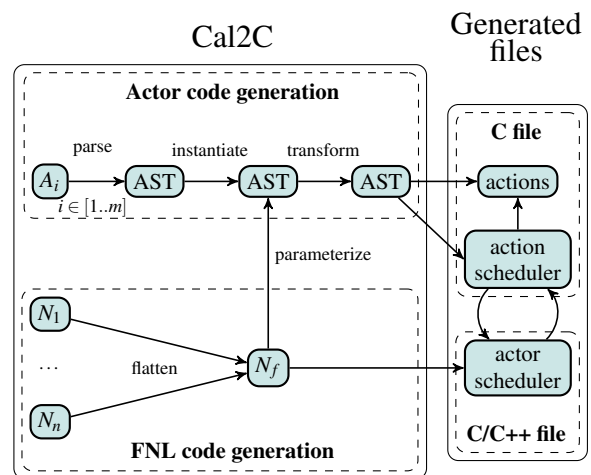 Cal2C
Generated
files
Actor code generation
C file
parse
instantiate
transform
A_i
AST
AST
AST
actions
i ∈ [1..m]
parameterize
action
scheduler
N_1
...
flatten
N_f
actor
scheduler
N_n
FNL code generation
C/C++ file